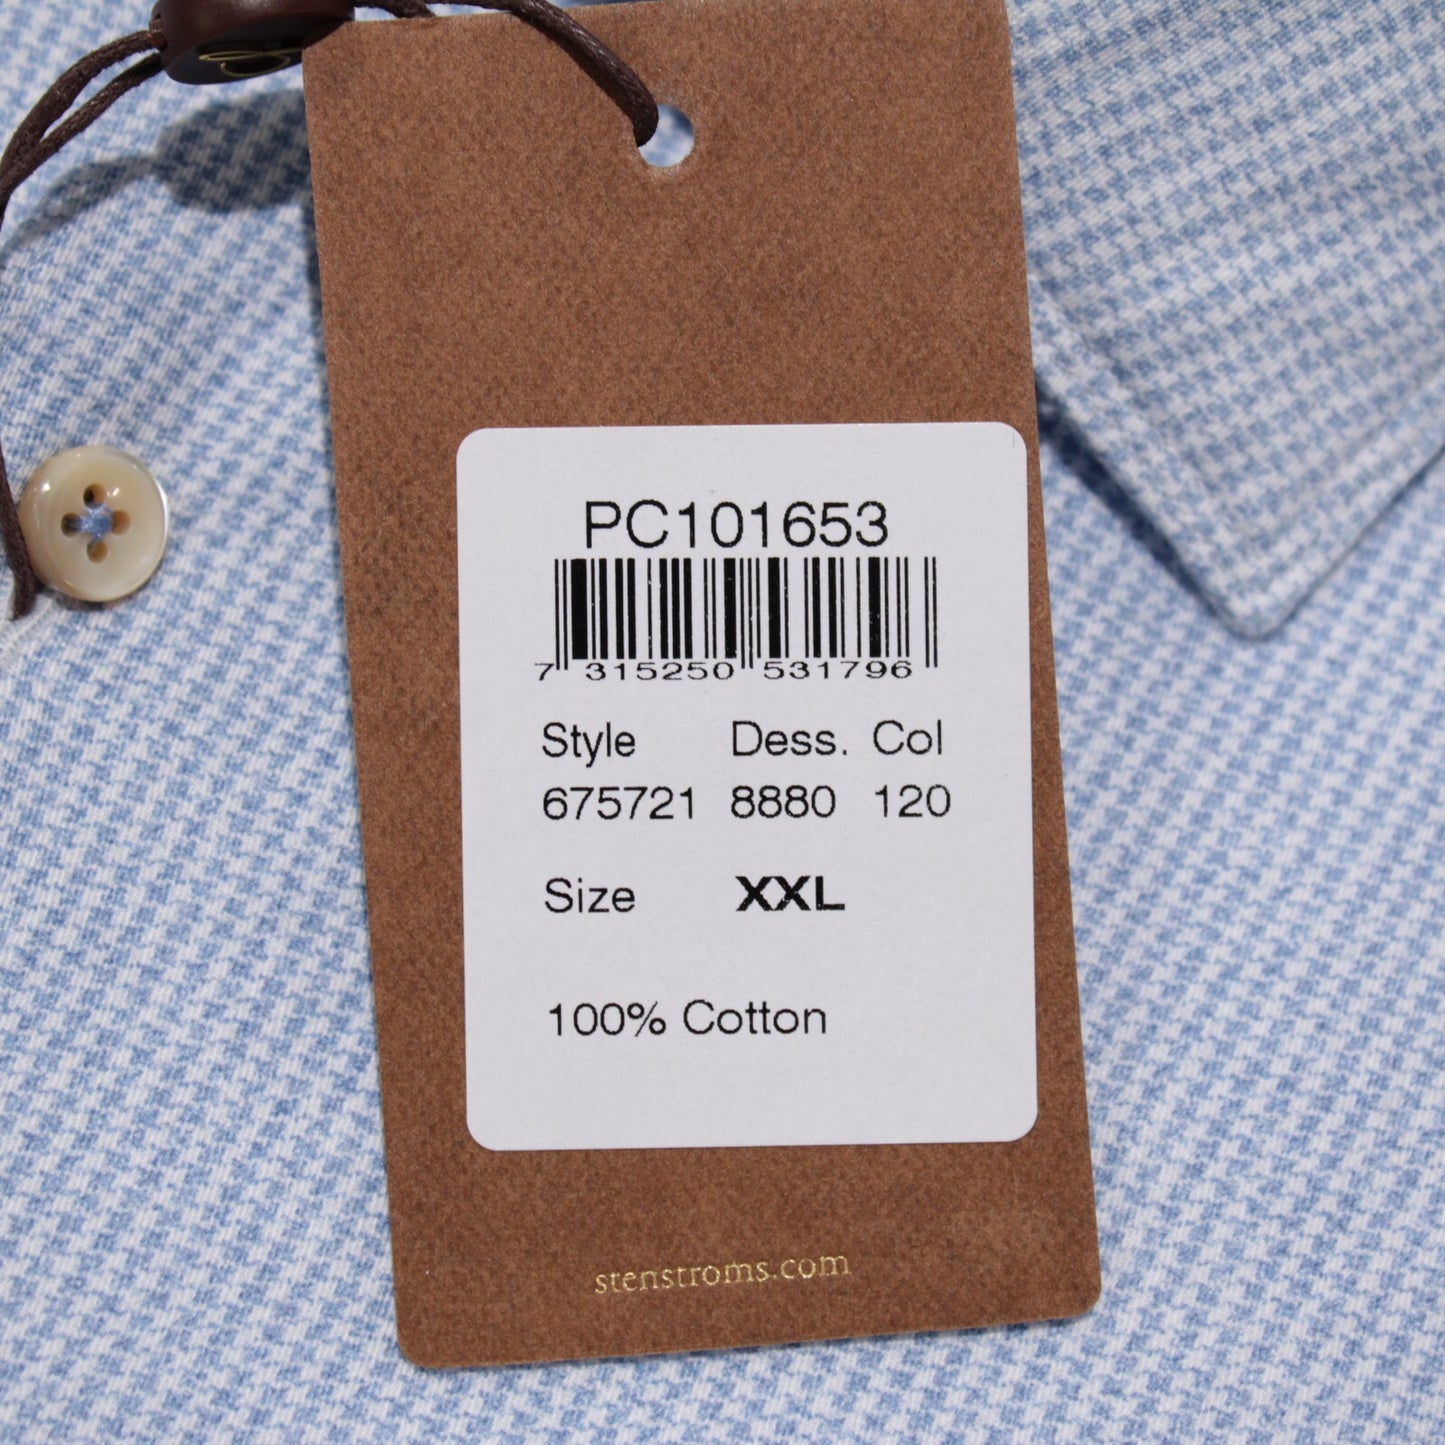 PC101653
7 315250 531796
Style Dess. Col
675721 8880 120
Size XXL
100% Cotton
stenstroms.com